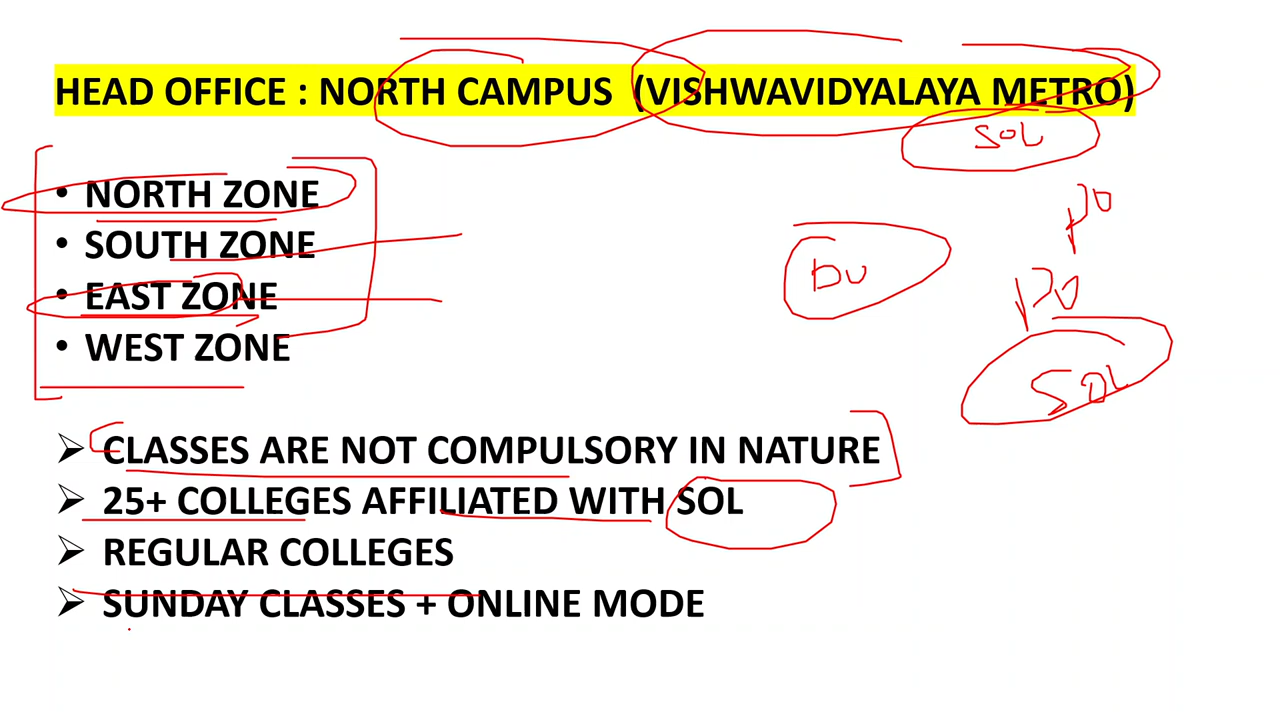 HEAD OFFICE : NORTH CAMPUS (VISHWAVIDYALAYA METRO)
SOL
• NORTH ZONE
• SOUTH ZONE
• EAST ZONE
• WEST ZONE
DU
SOL
➢ CLASSES ARE NOT COMPULSORY IN NATURE
➢ 25+ COLLEGES AFFILIATED WITH SOL
➢ REGULAR COLLEGES
➢ SUNDAY CLASSES + ONLINE MODE